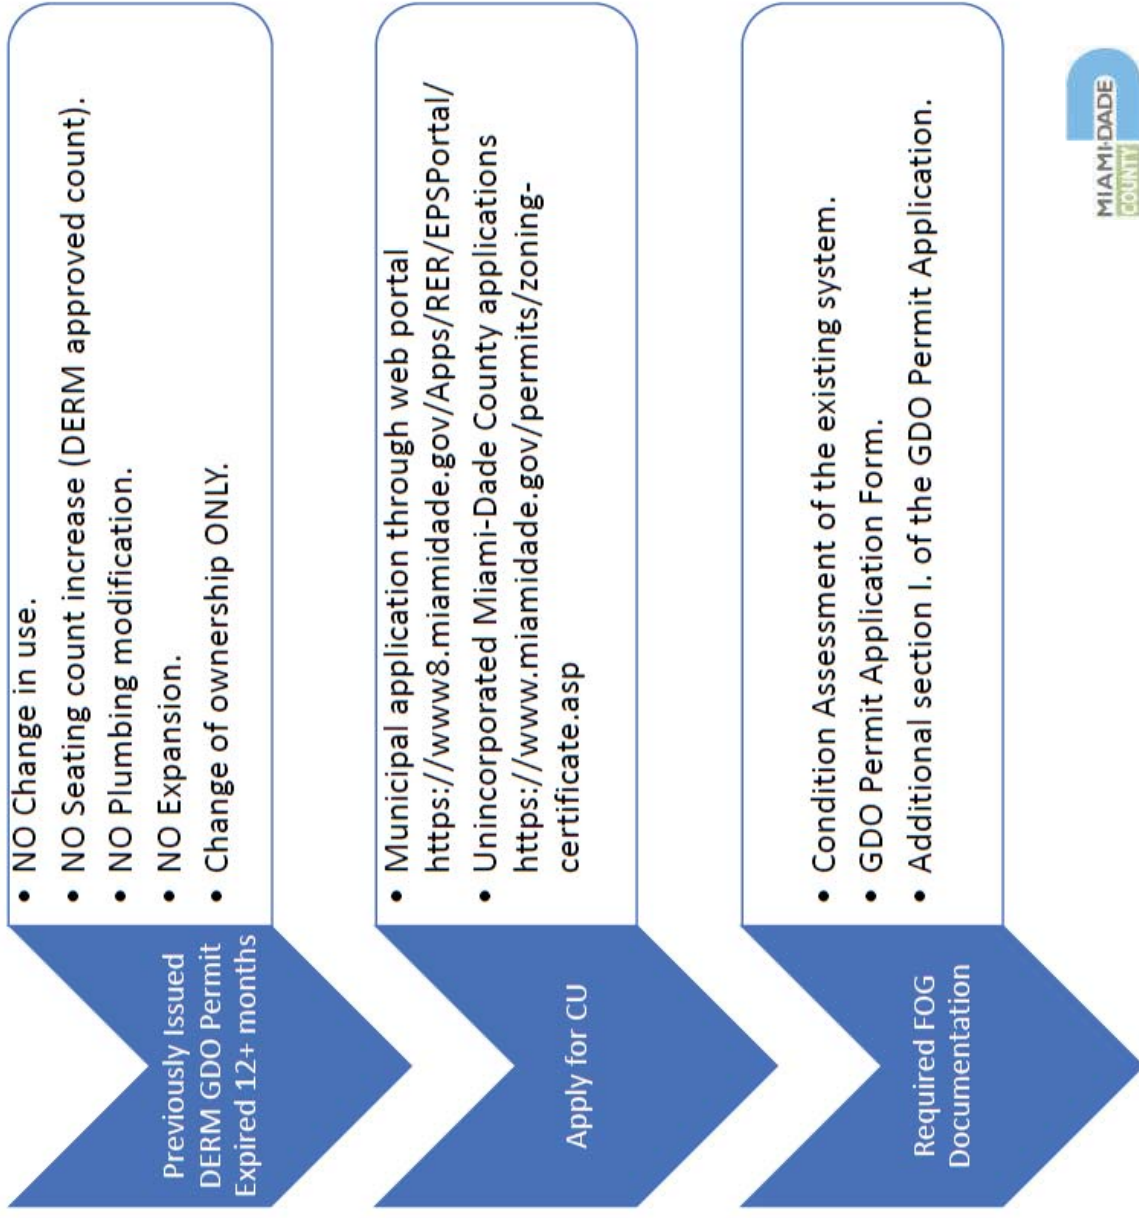 Previously Issued
DERM GDO Permit
Expired 12+ months
• NO Change in use.
• NO Seating count increase (DERM approved count).
• NO Plumbing modification.
• NO Expansion.
• Change of ownership ONLY.
Apply for CU
• Municipal application through web portal
https://www8.miamidade.gov/Apps/RER/EPSPortal/
• Unincorporated Miami-Dade County applications
https://www.miamidade.gov/permits/zoning-
certificate.asp
Required FOG
Documentation
• Condition Assessment of the existing system.
• GDO Permit Application Form.
• Additional section I. of the GDO Permit Application.
MIAMI-DADE
COUNTY